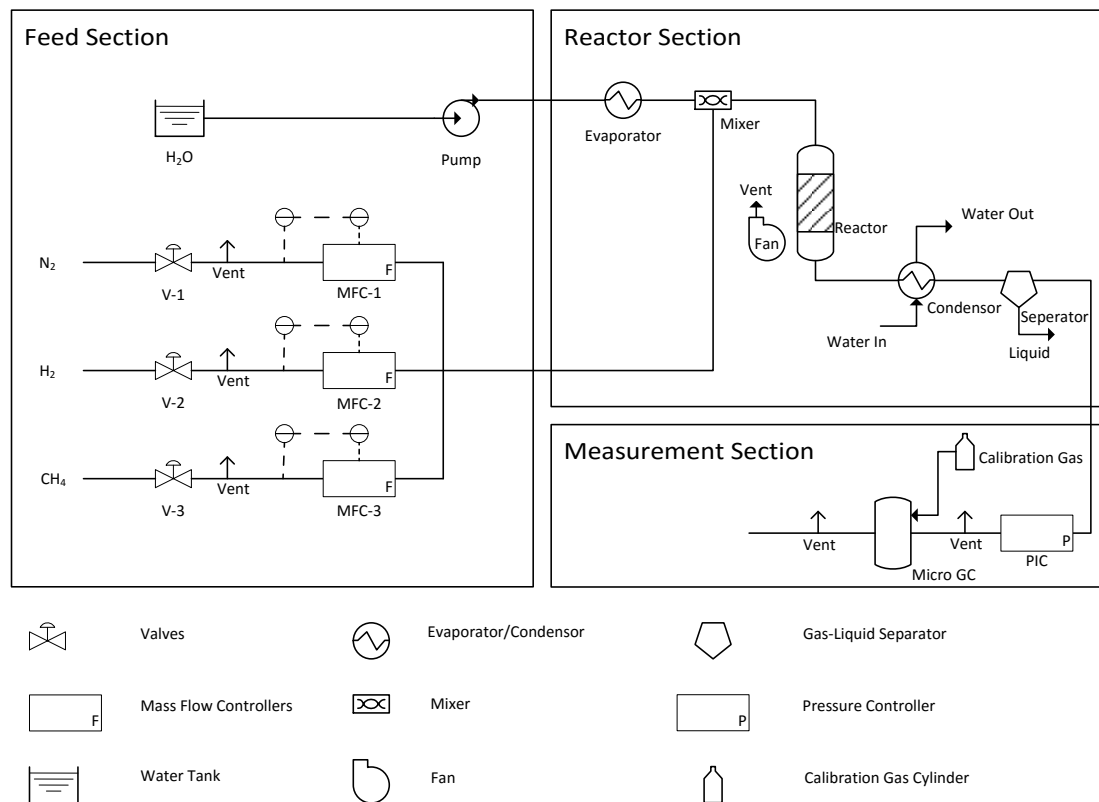 Feed Section
H₂O
Pump
N₂
V-1
Vent
F
MFC-1
H₂
V-2
Vent
F
MFC-2
CH₄
V-3
Vent
F
MFC-3
Reactor Section
Evaporator
Mixer
Vent
Fan
Reactor
Water Out
Condensor
Water In
Seperator
Liquid
Measurement Section
Calibration Gas
Vent
Micro GC
Vent
P
PIC
Valves
Evaporator/Condensor
Gas-Liquid Separator
F
Mass Flow Controllers
Mixer
P
Pressure Controller
Water Tank
Fan
Calibration Gas Cylinder